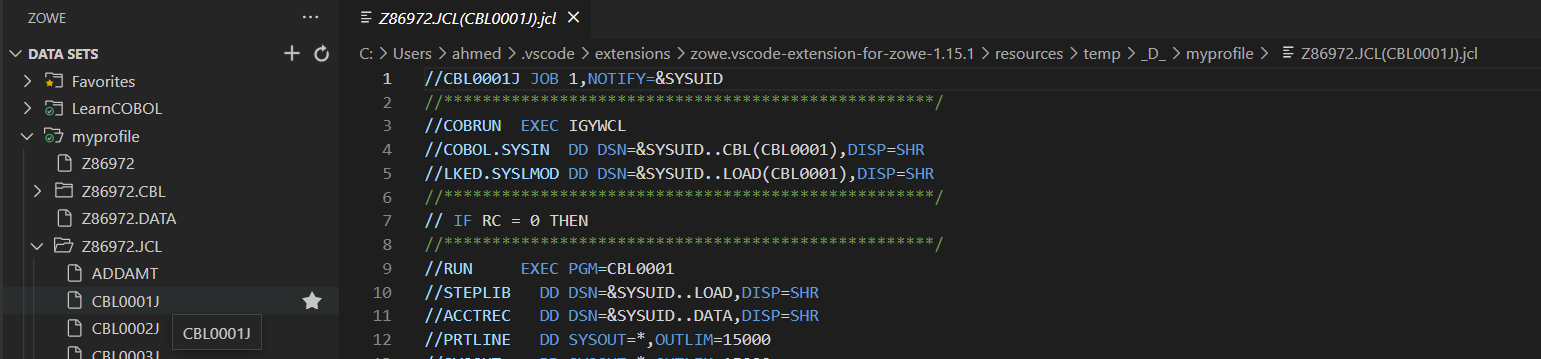 ZOWE ···
DATA SETS
Favorites
LearnCOBOL
myprofile
Z86972
Z86972.CBL
Z86972.DATA
Z86972.JCL
ADDAMT
CBL0001J
CBL0002J
CBL0001J
CBL0003J
Z86972.JCL(CBL0001J).jcl
C: > Users > ahmed > .vscode > extensions > zowe.vscode-extension-for-zowe-1.15.1 > resources > temp > _D_ > myprofile > Z86972.JCL(CBL0001J).jcl
1 //CBL0001J JOB 1,NOTIFY=&SYSUID
2 //***************************************************/
3 //COBRUN  EXEC IGYWCL
4 //COBOL.SYSIN  DD DSN=&SYSUID..CBL(CBL0001),DISP=SHR
5 //LKED.SYSLMOD DD DSN=&SYSUID..LOAD(CBL0001),DISP=SHR
6 //***************************************************/
7 // IF RC = 0 THEN
8 //***************************************************/
9 //RUN     EXEC PGM=CBL0001
10 //STEPLIB   DD DSN=&SYSUID..LOAD,DISP=SHR
11 //ACCTREC   DD DSN=&SYSUID..DATA,DISP=SHR
12 //PRTLINE   DD SYSOUT=*,OUTLIM=15000